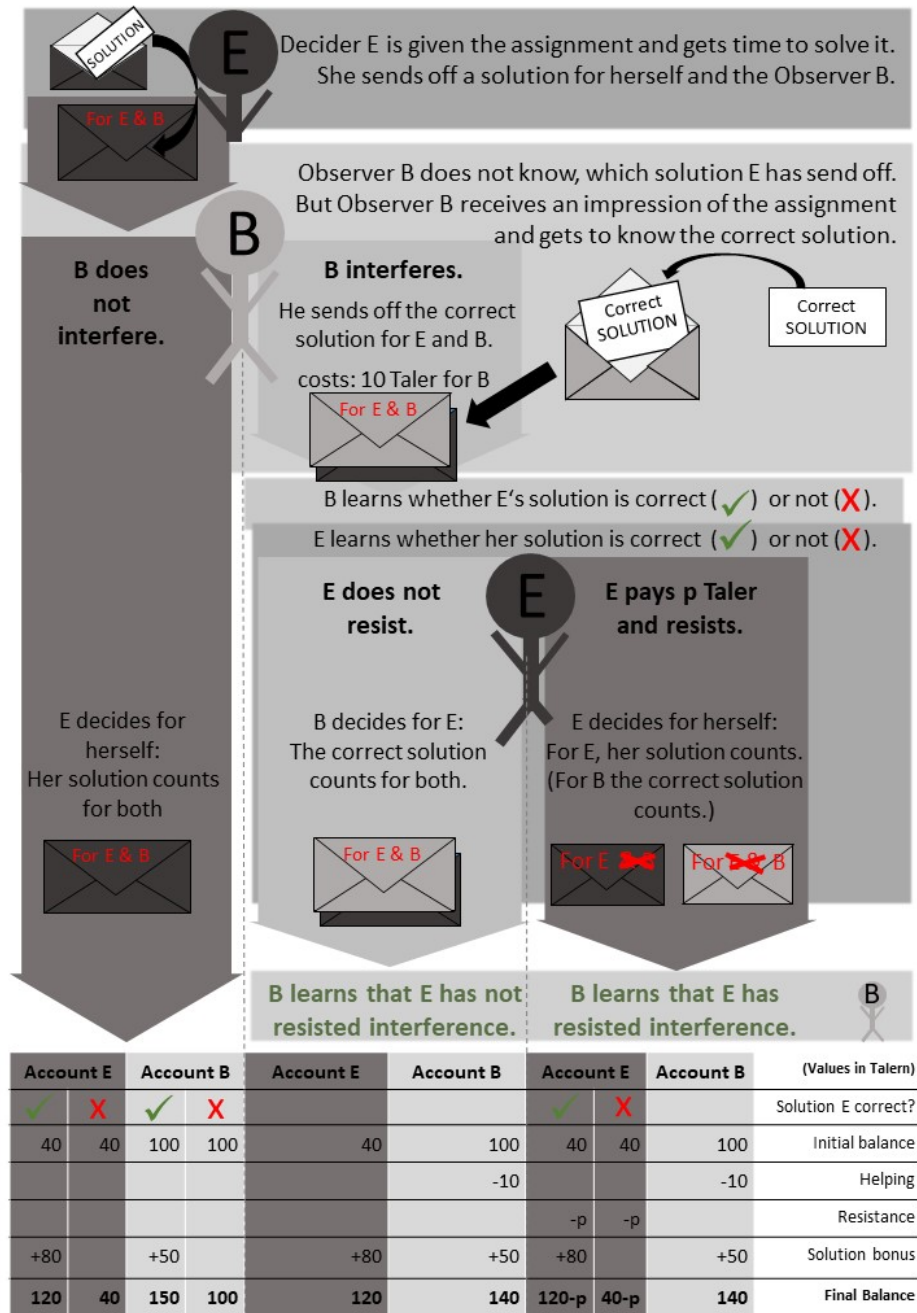 SOLUTION
E
Decider E is given the assignment and gets time to solve it.
She sends off a solution for herself and the Observer B.
For E & B
Observer B does not know, which solution E has send off.
But Observer B receives an impression of the assignment
and gets to know the correct solution.
B
B does
not
interfere.
B interferes.
He sends off the correct
solution for E and B.
costs: 10 Taler for B
For E & B
Correct
SOLUTION
Correct
SOLUTION
B learns whether E's solution is correct (✓) or not (X).
E learns whether her solution is correct (✓) or not (X).
E does not
resist.
E
E pays p Taler
and resists.
E decides for
herself:
Her solution counts
for both
For E & B
B decides for E:
The correct solution
counts for both.
For E & B
E decides for herself:
For E, her solution counts.
(For B the correct solution
counts.)
For E & B
For E & B
B learns that E has not
resisted interference.
B learns that E has
resisted interference.
B
Account E Account B Account E Account B Account E Account B (Values in Talern)
✓ X ✓ X ✓ X Solution E correct?
40 40 100 100 40 100 40 40 100 Initial balance
-10 -10 Helping
-p -p Resistance
+80 +50 +80 +50 +80 +50 Solution bonus
120 40 150 100 120 140 120-p 40-p 140 Final Balance